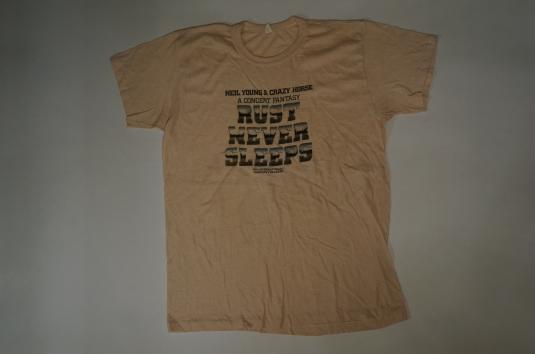 NEIL YOUNG & CRAZY HORSE
A CONCERT FANTASY
RUST
NEVER
SLEEPS